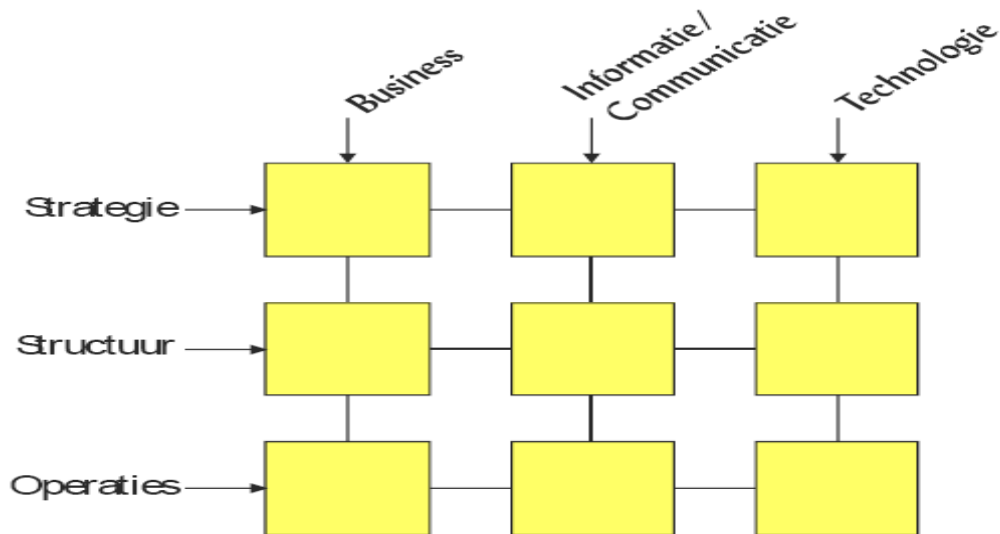 Business
Informatie/
Communicatie
Technologie
Strategie
Structuur
Operaties